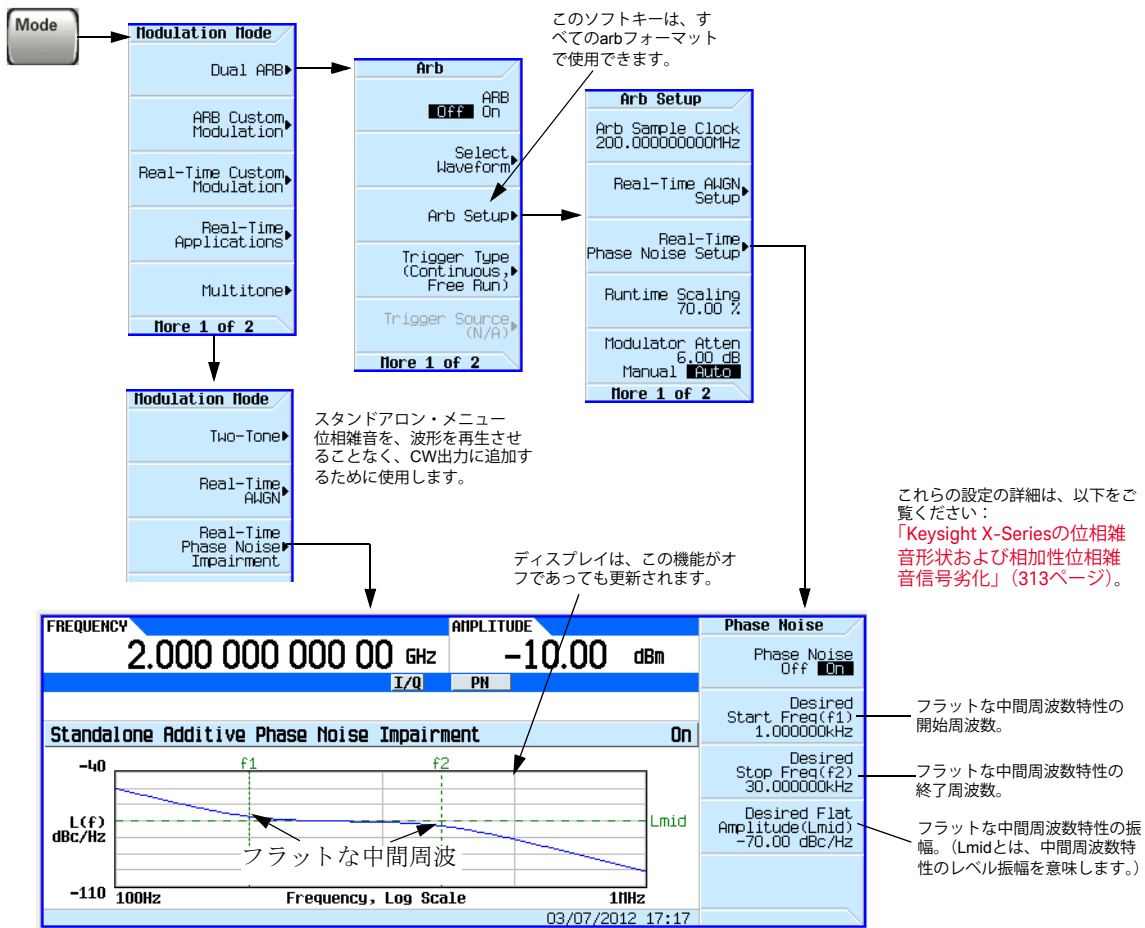 Mode
Modulation Mode
Dual ARB
ARB Custom
Modulation
Real-Time Custom
Modulation
Real-Time
Applications
Multitone
More 1 of 2
Arb
ARB
Off On
Select
Waveform
Arb Setup
Trigger Type
(Continuous,
Free Run)
Trigger Source
(N/A)
More 1 of 2
このソフトキーは、す
べてのarbフォーマット
で使用できます。
Arb Setup
Arb Sample Clock
200.000000000MHz
Real-Time AWGN
Setup
Real-Time
Phase Noise Setup
Runtime Scaling
70.00 %
Modulator Atten
6.00 dB
Manual Auto
More 1 of 2
Modulation Mode
Two-Tone
Real-Time
AWGN
Real-Time
Phase Noise
Impairment
スタンドアロン・メニュー
位相雑音を、波形を再生させ
ることなく、CW出力に追加す
るために使用します。
ディスプレイは、この機能がオ
フであっても更新されます。
これらの設定の詳細は、以下をご
覧ください：
「Keysight X-Seriesの位相雑
音形状および相加性位相雑
音信号劣化」（313ページ）。
FREQUENCY
2.000 000 000 00 GHz
AMPLITUDE
-10.00 dBm
I/Q PN
Standalone Additive Phase Noise Impairment On
-40
f1 f2
L(f)
dBc/Hz
Lmid
フラットな中間周波
-110
100Hz Frequency, Log Scale 1MHz
03/07/2012 17:17
Phase Noise
Phase Noise
Off On
Desired
Start Freq(f1)
1.000000kHz
Desired
Stop Freq(f2)
30.000000kHz
Desired Flat
Amplitude(Lmid)
-70.00 dBc/Hz
フラットな中間周波数特性の
開始周波数。
フラットな中間周波数特性の
終了周波数。
フラットな中間周波数特性の振
幅。（Lmidとは、中間周波数特
性のレベル振幅を意味します。）